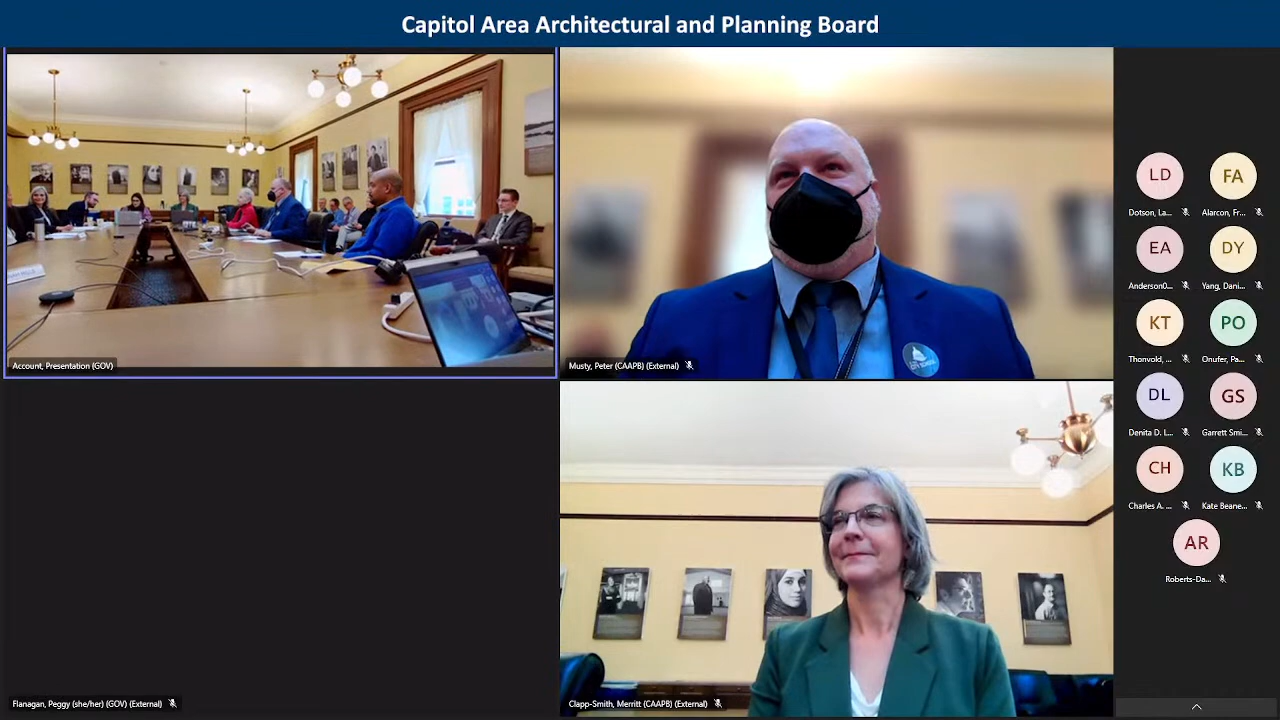 Capitol Area Architectural and Planning Board
Account, Presentation (GOV)
Musty, Peter (CAAPB) (External)
Flanagan, Peggy (she/her) (GOV) (External)
Clapp-Smith, Merritt (CAAPB) (External)
LD
FA
Dotson, La...
Alarcon, Fr...
EA
DY
Anderson0...
Yang, Dani...
KT
PO
Thonvold, ...
Onufer, Pa...
DL
GS
Denita D. L...
Garrett Smi...
CH
KB
Charles A. ...
Kate Beane...
AR
Roberts-Da...